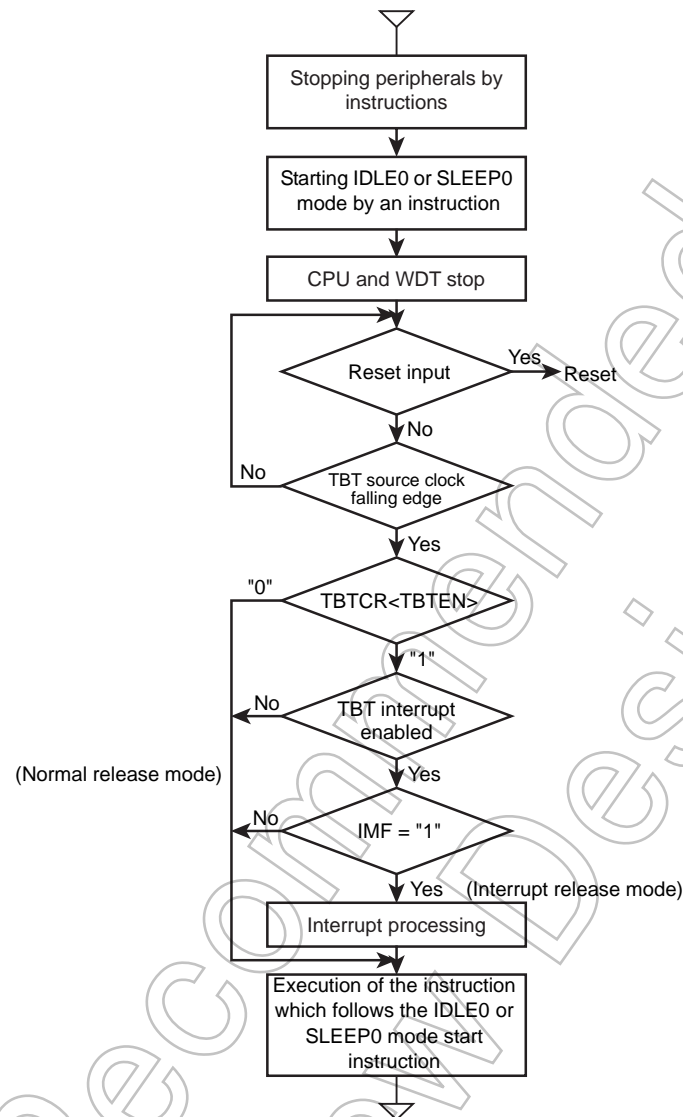 Stopping peripherals by
instructions
Starting IDLE0 or SLEEP0
mode by an instruction
CPU and WDT stop
Reset input
Yes
Reset
No
No
TBT source clock
falling edge
Yes
"0"
TBTCR<TBTEN>
"1"
No
TBT interrupt
enabled
(Normal release mode)
Yes
No
IMF = "1"
Yes
(Interrupt release mode)
Interrupt processing
Execution of the instruction
which follows the IDLE0 or
SLEEP0 mode start
instruction